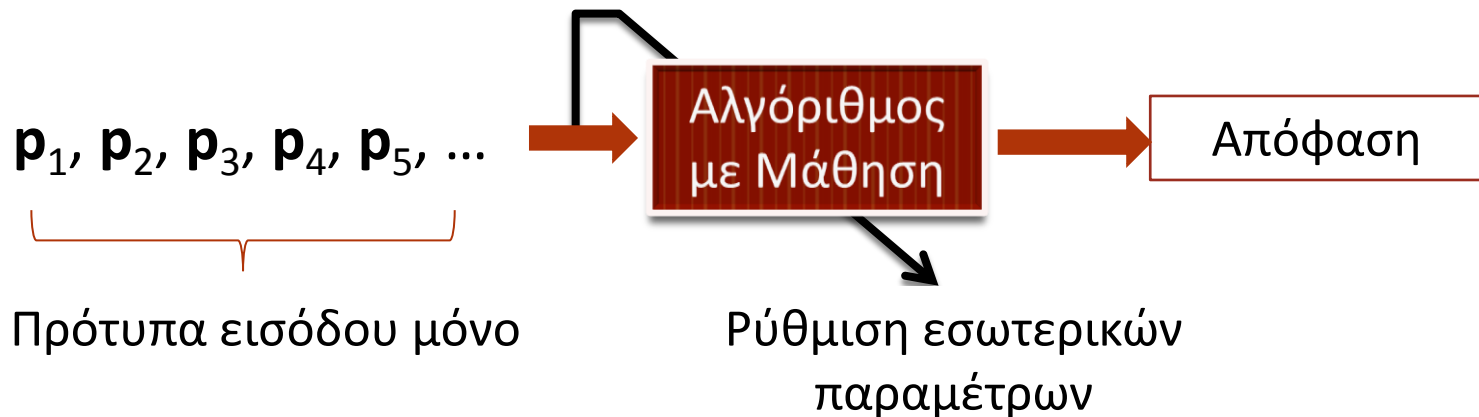 p₁, p₂, p₃, p₄, p₅, ...
Αλγόριθμος
με Μάθηση
Απόφαση
Πρότυπα εισόδου μόνο
Ρύθμιση εσωτερικών
παραμέτρων